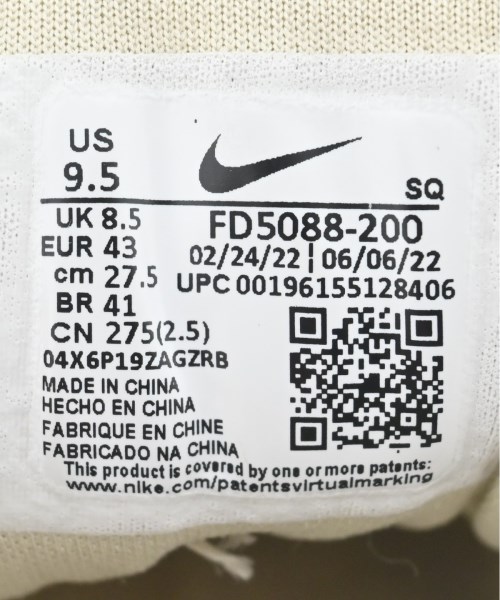 US
9.5
SQ
UK 8.5
EUR 43
cm 27.5
BR 41
CN 275(2.5)
FD5088-200
02/24/22 | 06/06/22
UPC 00196155128406
04X6P19ZAGZRB
MADE IN CHINA
HECHO EN CHINA
FABRIQUE EN CHINE
FABRICADO NA CHINA
This product is covered by one or more patents:
www.nike.com/patentsvirtualmarking